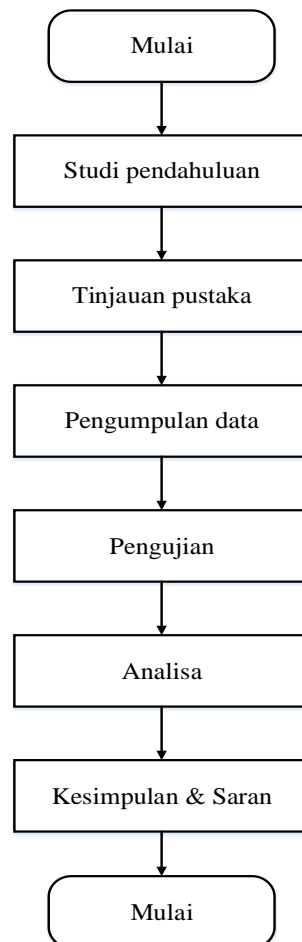 Mulai
Studi pendahuluan
Tinjauan pustaka
Pengumpulan data
Pengujian
Analisa
Kesimpulan & Saran
Mulai